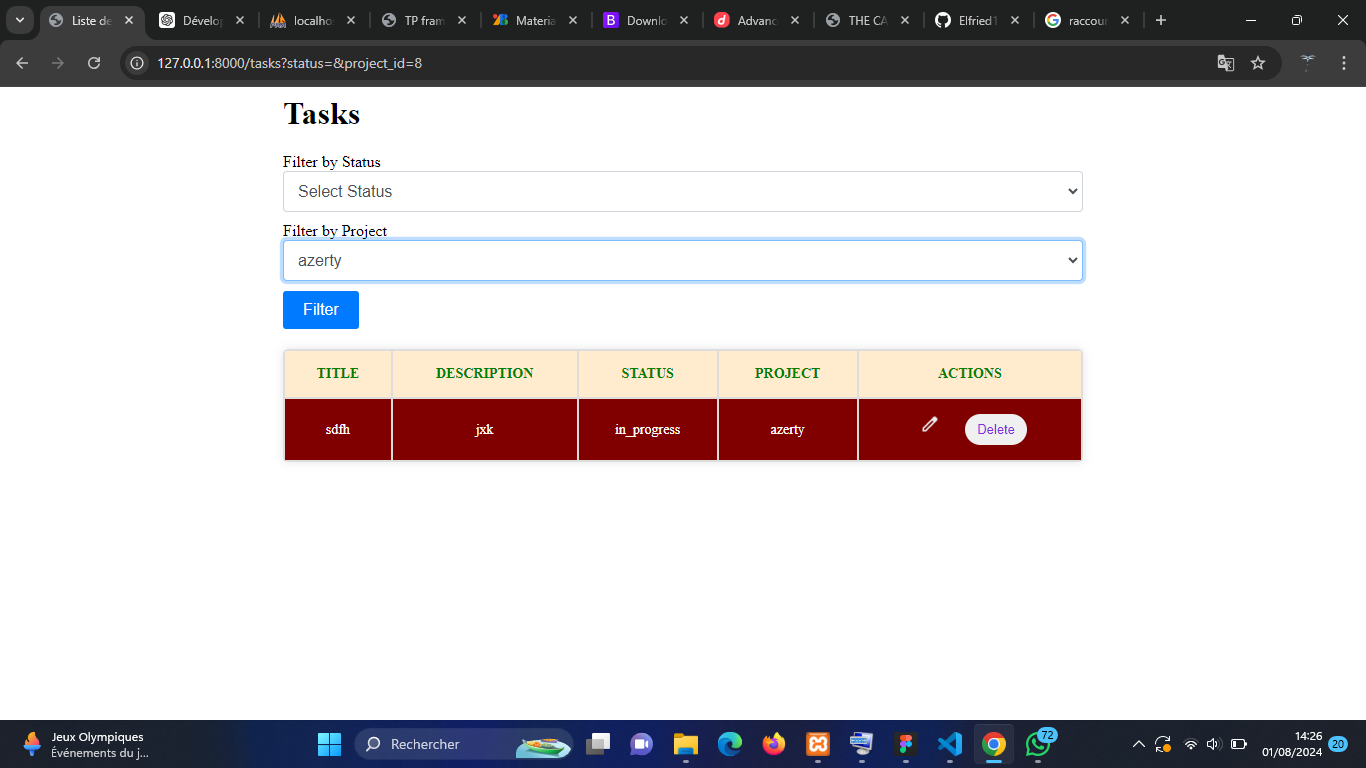 Liste de
Dévelop
localhos
TP fram
Materia
Downlo
Advanc
THE CA
Elfried1
raccour
127.0.0.1:8000/tasks?status=&project_id=8
Tasks
Filter by Status
Select Status
Filter by Project
azerty
Filter
TITLE DESCRIPTION STATUS PROJECT ACTIONS
sdfh jxk in_progress azerty Delete
Jeux Olympiques
Événements du j...
Rechercher
72
14:26
01/08/2024
20